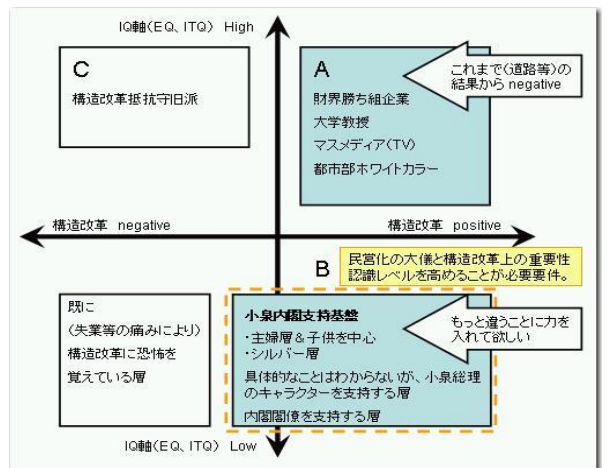 IQ軸(EQ、ITQ) High
C
構造改革抵抗守旧派
A
財界勝ち組企業
大学教授
マスメディア(TV)
都市部ホワイトカラー
これまで(道路等)の
結果から negative
構造改革 negative
構造改革 positive
B
民営化の大儀と構造改革上の重要性
認識レベルを高めることが必要要件。
既に
(失業等の痛みにより)
構造改革に恐怖を
覚えている層
小泉内閣支持基盤
・主婦層&子供を中心
・シルバー層
具体的なことはわからないが、小泉総理
のキャラクターを支持する層
内閣閣僚を支持する層
もっと違うことに力を
入れて欲しい
IQ軸(EQ、ITQ) Low